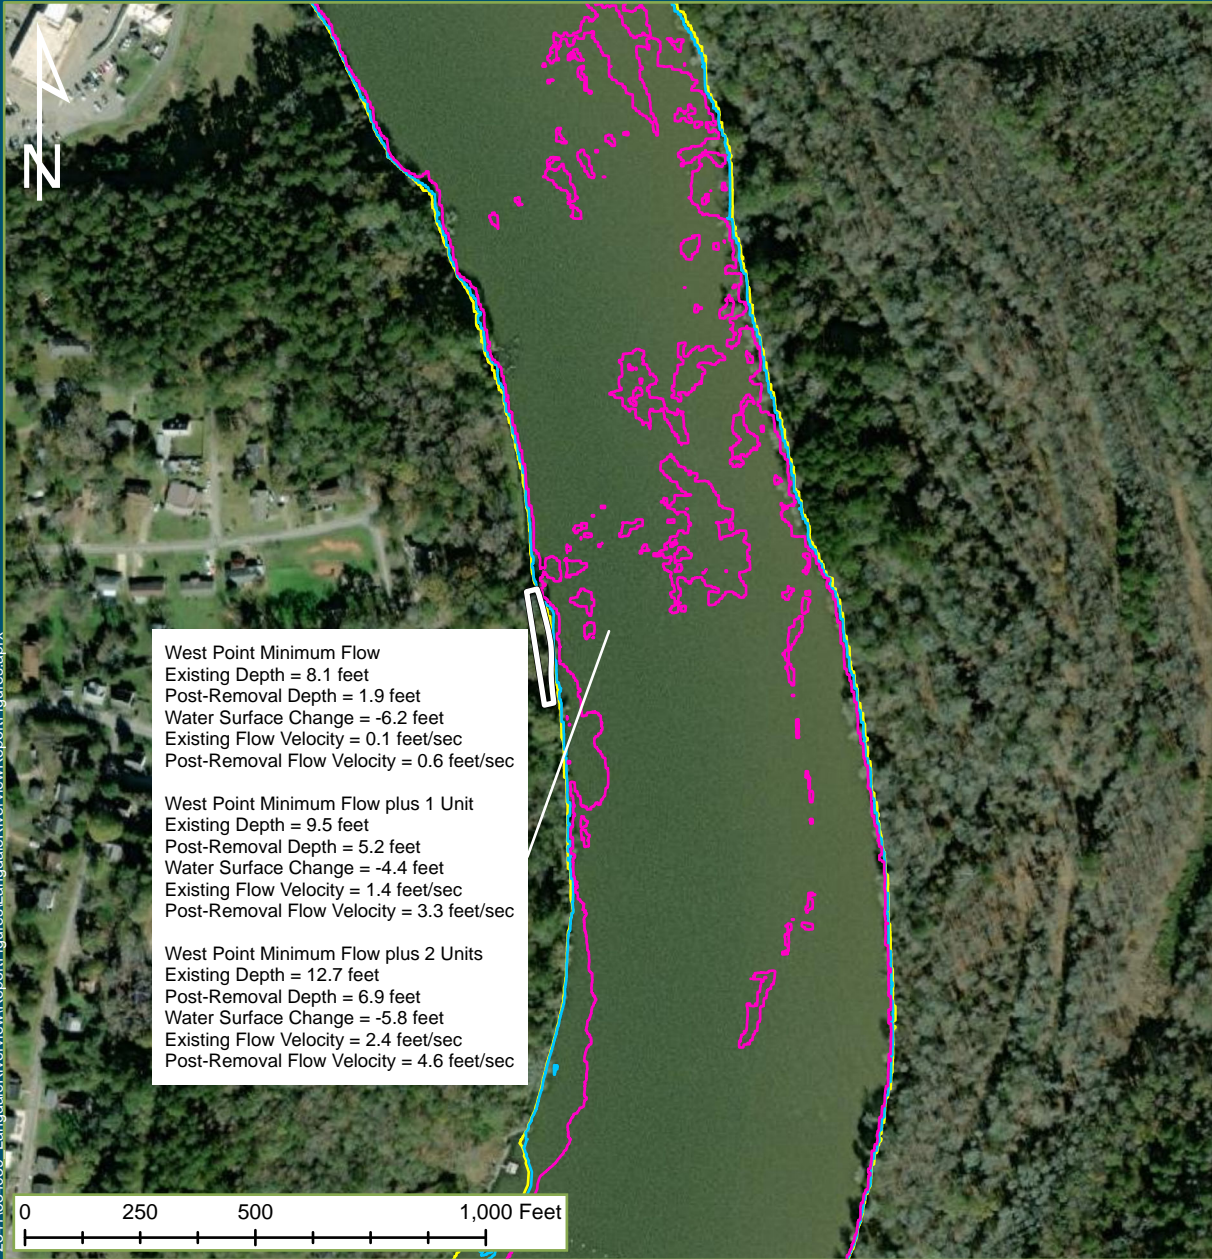 N
West Point Minimum Flow
Existing Depth = 8.1 feet
Post-Removal Depth = 1.9 feet
Water Surface Change = -6.2 feet
Existing Flow Velocity = 0.1 feet/sec
Post-Removal Flow Velocity = 0.6 feet/sec
West Point Minimum Flow plus 1 Unit
Existing Depth = 9.5 feet
Post-Removal Depth = 5.2 feet
Water Surface Change = -4.4 feet
Existing Flow Velocity = 1.4 feet/sec
Post-Removal Flow Velocity = 3.3 feet/sec
West Point Minimum Flow plus 2 Units
Existing Depth = 12.7 feet
Post-Removal Depth = 6.9 feet
Water Surface Change = -5.8 feet
Existing Flow Velocity = 2.4 feet/sec
Post-Removal Flow Velocity = 4.6 feet/sec
0 250 500 1,000 Feet